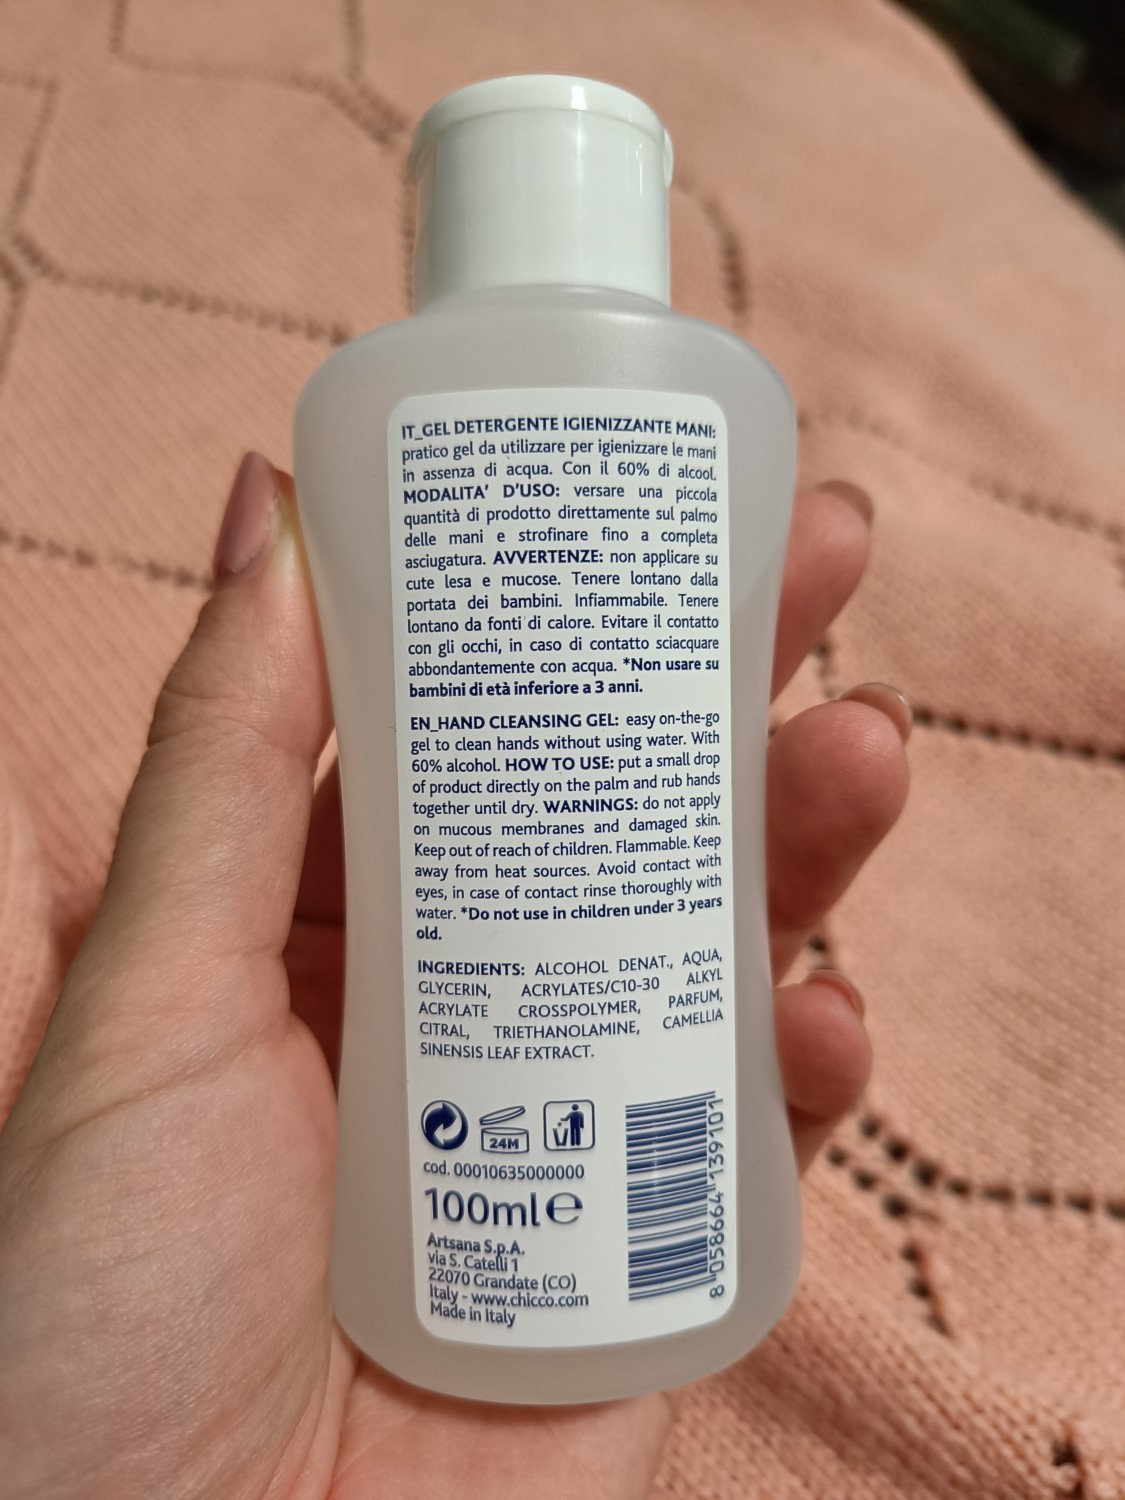 IT_GEL DETERGENTE IGIENIZZANTE MANI:
pratico gel da utilizzare per igienizzare le mani
in assenza di acqua. Con il 60% di alcol.
MODALITA' D'USO: versare una piccola
quantità di prodotto direttamente sul palmo
delle mani e strofinare fino a completa
asciugatura. AVVERTENZE: non applicare su
cute lesa e mucose. Tenere lontano dalla
portata dei bambini. Infiammabile. Tenere
lontano da fonti di calore. Evitare il contatto
con gli occhi, in caso di contatto sciacquare
abbondantemente con acqua. *Non usare su
bambini di età inferiore a 3 anni.
EN_HAND CLEANSING GEL: easy on-the-go
gel to clean hands without using water. With
60% alcohol. HOW TO USE: put a small drop
of product directly on the palm and rub hands
together until dry. WARNINGS: do not apply
on mucous membranes and damaged skin.
Keep out of reach of children. Flammable. Keep
away from heat sources. Avoid contact with
eyes, in case of contact rinse thoroughly with
water. *Do not use in children under 3 years
old.
INGREDIENTS: ALCOHOL DENAT., AQUA,
GLYCERIN, ACRYLATES/C10-30 ALKYL
ACRYLATE CROSSPOLYMER, PARFUM,
CITRAL, TRIETHANOLAMINE, CAMELLIA
SINENSIS LEAF EXTRACT.
24M
cod. 00010635000000
100ml e
Artsana S.p.A.
via S. Catelli 1
22070 Grandate (CO)
Italy - www.chicco.com
Made in Italy
8 058664 139101